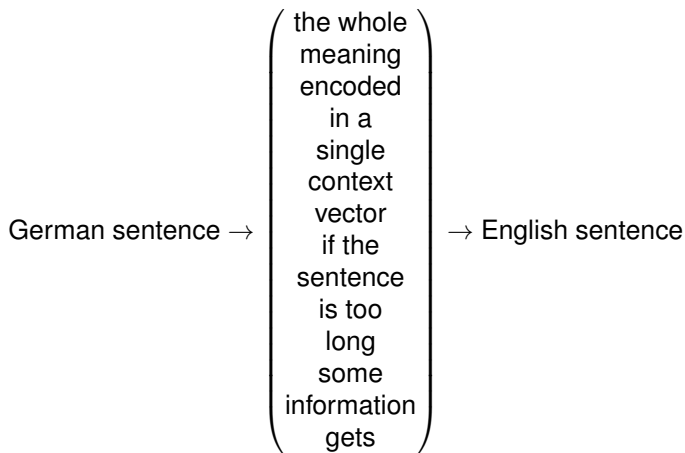 the whole
meaning
encoded
in a
single
context
vector
German sentence → if the → English sentence
sentence
is too
long
some
information
gets